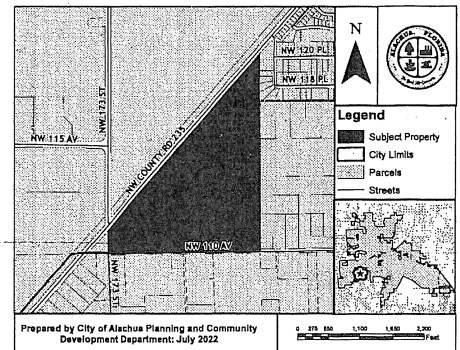 NW 120 PL
NW 118 PL
NW 173 ST
NW 115 AV
NW COUNTY RD 235
NW 110 AV
NW 173 ST
N
ALACHUA, FLORIDA
Legend
Subject Property
City Limits
Parcels
Streets
Prepared by City of Alachua Planning and Community
Development Department: July 2022
0 275 550 1,100 1,650 2,200
Feet